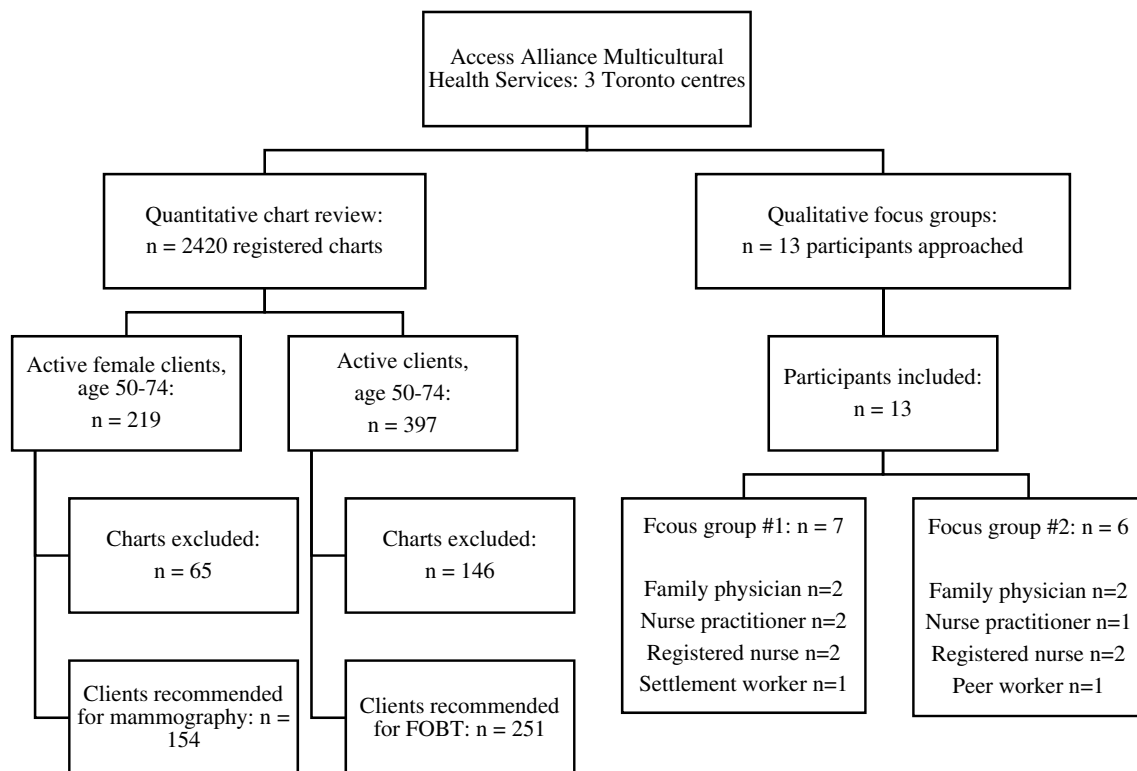 Access Alliance Multicultural
Health Services: 3 Toronto centres
Quantitative chart review:
n = 2420 registered charts
Qualitative focus groups:
n = 13 participants approached
Active female clients,
age 50-74:
n = 219
Active clients,
age 50-74:
n = 397
Participants included:
n = 13
Charts excluded:
n = 65
Charts excluded:
n = 146
Fcous group #1: n = 7
Family physician n=2
Nurse practitioner n=2
Registered nurse n=2
Settlement worker n=1
Focus group #2: n = 6
Family physician n=2
Nurse practitioner n=1
Registered nurse n=2
Peer worker n=1
Clients recommended
for mammography: n =
154
Clients recommended
for FOBT: n = 251